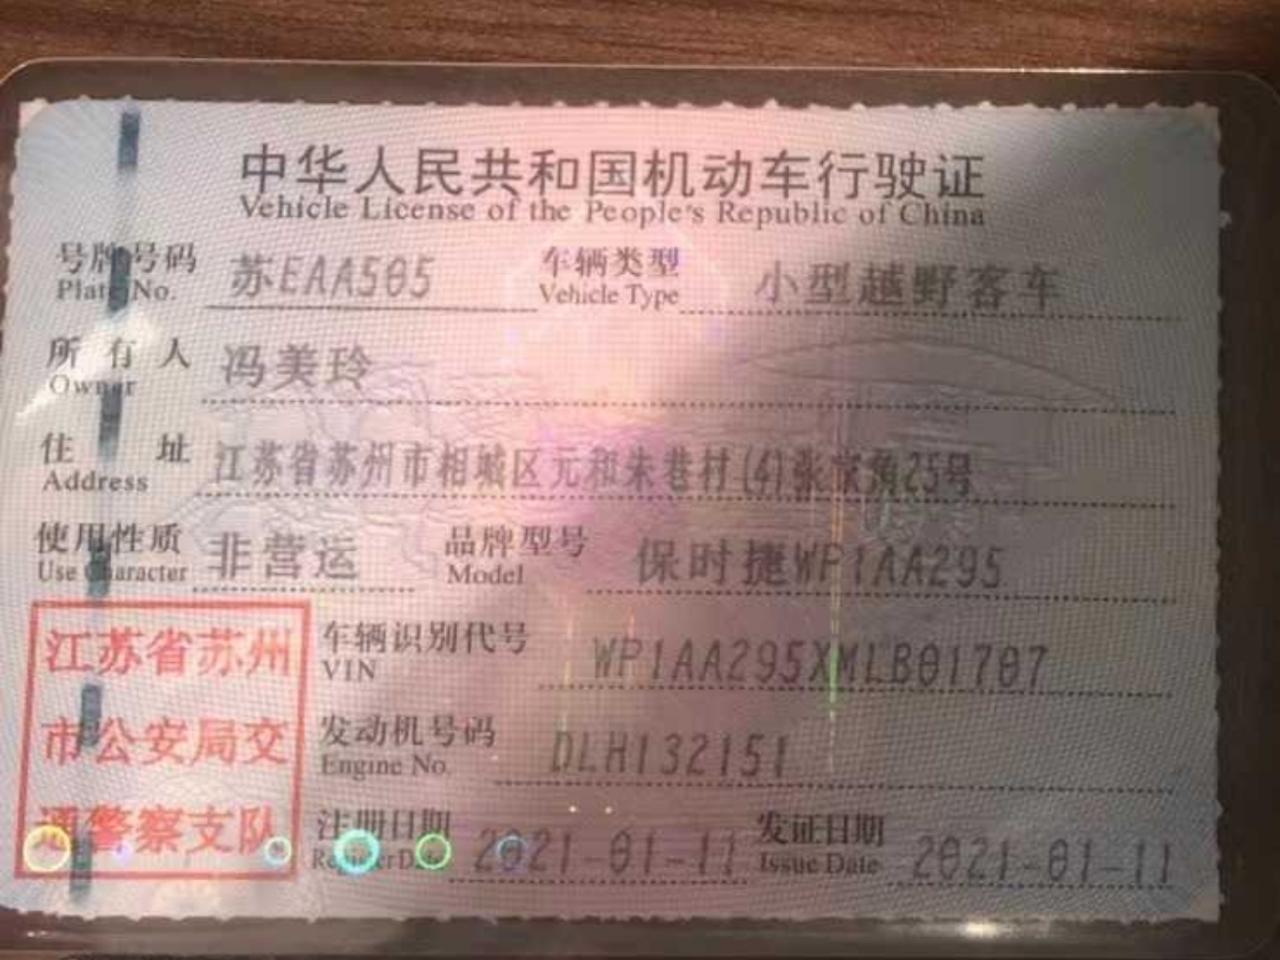 中华人民共和国机动车行驶证
Vehicle License of the People's Republic of China
号牌号码 苏EAA505 车辆类型 小型越野客车
Plate No. Vehicle Type
所有人 冯美玲
Owner
住址 江苏省苏州市相城区元和朱巷村(4)张家角25号
Address
使用性质 非营运 品牌型号 保时捷WP1AA295
Use Character Model
江苏省苏州
市公安局交
通警察支队
车辆识别代号 WP1AA295XMLB01707
VIN
发动机号码 DLH132151
Engine No.
注册日期 2021-01-11 发证日期 2021-01-11
Register Date Issue Date